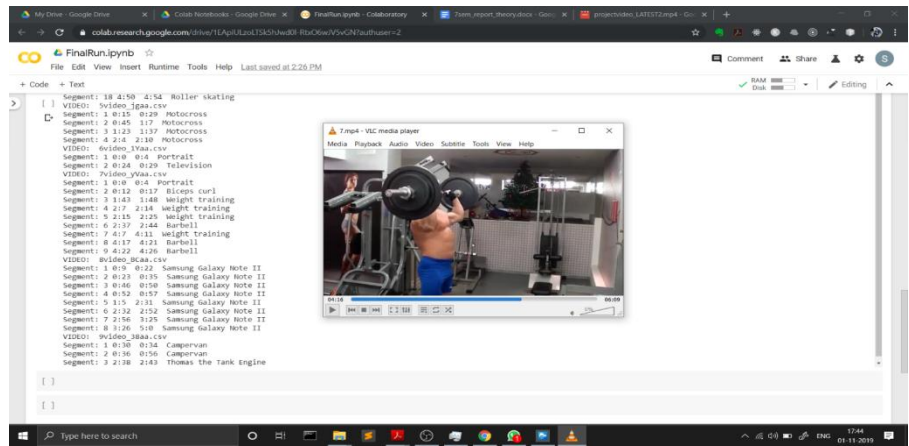 My Drive - Google Drive
Colab Notebooks - Google Drive
FinalRun.ipynb - Colaboratory
7sem_report_theory.docx - Goog
projectvideo_LATEST2.mp4 - Goo
colab.research.google.com/drive/
FinalRun.ipynb
Comment
Share
S
File Edit View Insert Runtime Tools Help Last saved at 2:26 PM
+ Code + Text
RAM
Disk
Editing
Segment: 18 4:50 4:54 Roller skating
VIDEO: 5video_jgaa.csv
Segment: 1 0:15 0:29 Motocross
Segment: 2 0:45 1:7 Motocross
Segment: 3 1:23 1:37 Motocross
Segment: 4 2:4 2:10 Motocross
VIDEO: 6video_1Yaa.csv
Segment: 1 0:0 0:4 Portrait
Segment: 2 0:24 0:29 Television
VIDEO: 7video_yVaa.csv
Segment: 1 0:0 0:4 Portrait
Segment: 2 0:12 0:17 Biceps curl
Segment: 3 1:43 1:48 Weight training
Segment: 4 2:7 2:14 Weight training
Segment: 5 2:15 2:25 Weight training
Segment: 6 2:37 2:44 Barbell
Segment: 7 4:7 4:11 Weight training
Segment: 8 4:17 4:21 Barbell
Segment: 9 4:22 4:26 Barbell
VIDEO: 8video_BCaa.csv
Segment: 1 0:9 0:22 Samsung Galaxy Note II
Segment: 2 0:23 0:35 Samsung Galaxy Note II
Segment: 3 0:46 0:50 Samsung Galaxy Note II
Segment: 4 0:52 0:57 Samsung Galaxy Note II
Segment: 5 1:5 2:31 Samsung Galaxy Note II
Segment: 6 2:32 2:52 Samsung Galaxy Note II
Segment: 7 2:56 3:25 Samsung Galaxy Note II
Segment: 8 3:26 5:0 Samsung Galaxy Note II
VIDEO: 9video_38aa.csv
Segment: 1 0:30 0:34 Campervan
Segment: 2 0:36 0:56 Campervan
Segment: 3 2:38 2:43 Thomas the Tank Engine
7.mp4 - VLC media player
Media Playback Audio Video Subtitle Tools View Help
04:16
06:09
Type here to search
ENG
17:44
01-11-2019